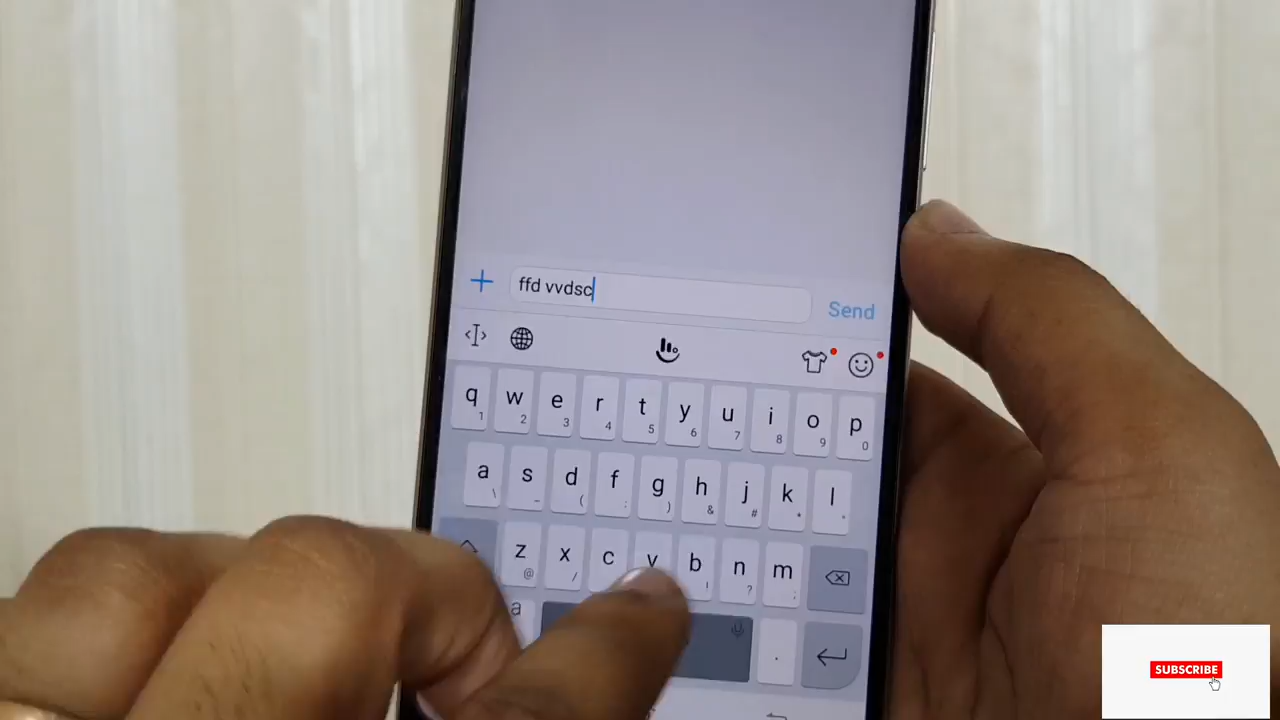 ffd vvdsc
Send
q w e r t y u i o p
1 2 3 4 5 6 7 8 9 0
a s d f g h j k l
\ _ ( : ) & # *
z x c v b n m
@ / ! ? ;
a .
SUBSCRIBE